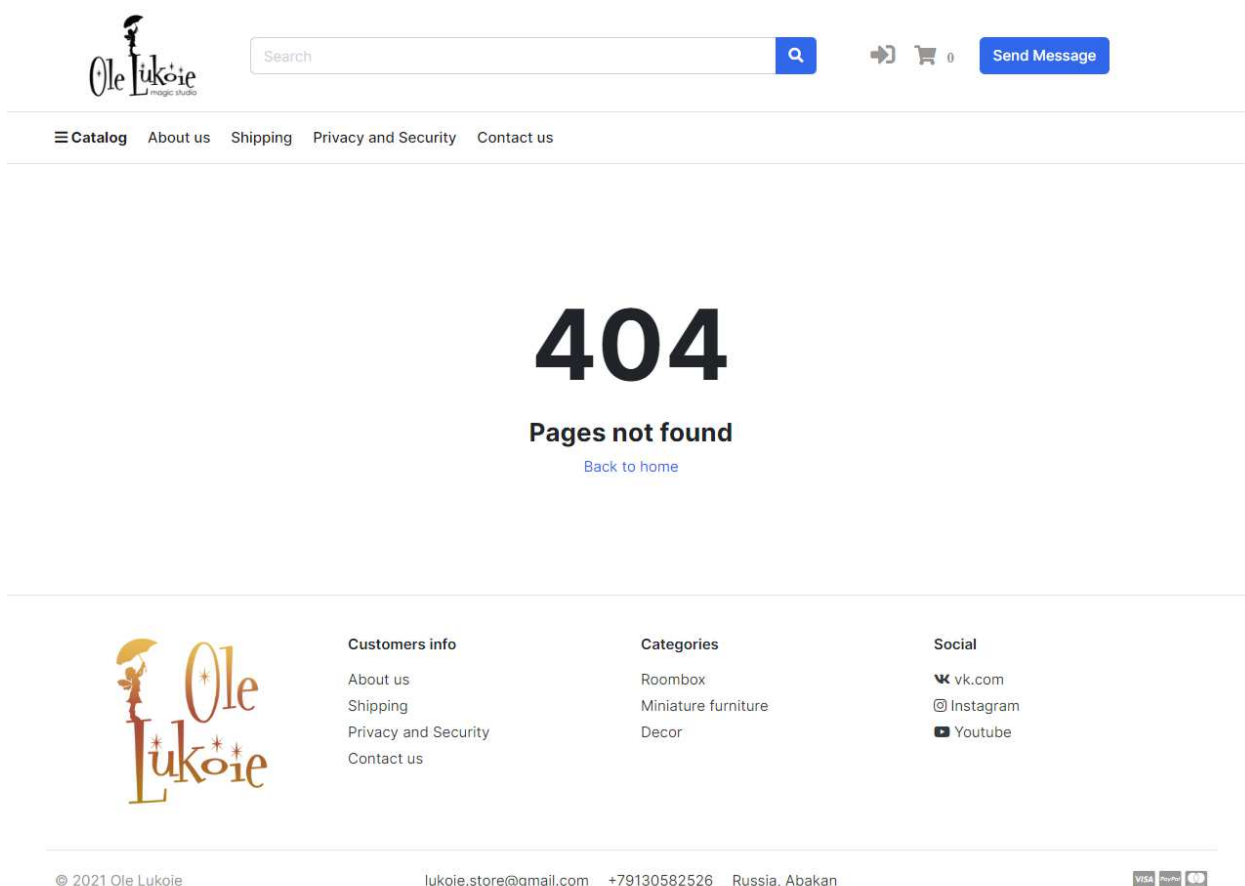 Ole Lukoie
magic studio
Search
0
Send Message
Catalog About us Shipping Privacy and Security Contact us
404
Pages not found
Back to home
Ole
Lukoie
Customers info
About us
Shipping
Privacy and Security
Contact us
Categories
Roombox
Miniature furniture
Decor
Social
vk.com
Instagram
Youtube
© 2021 Ole Lukoie
lukoie.store@gmail.com +79130582526 Russia, Abakan
VISA PayPal